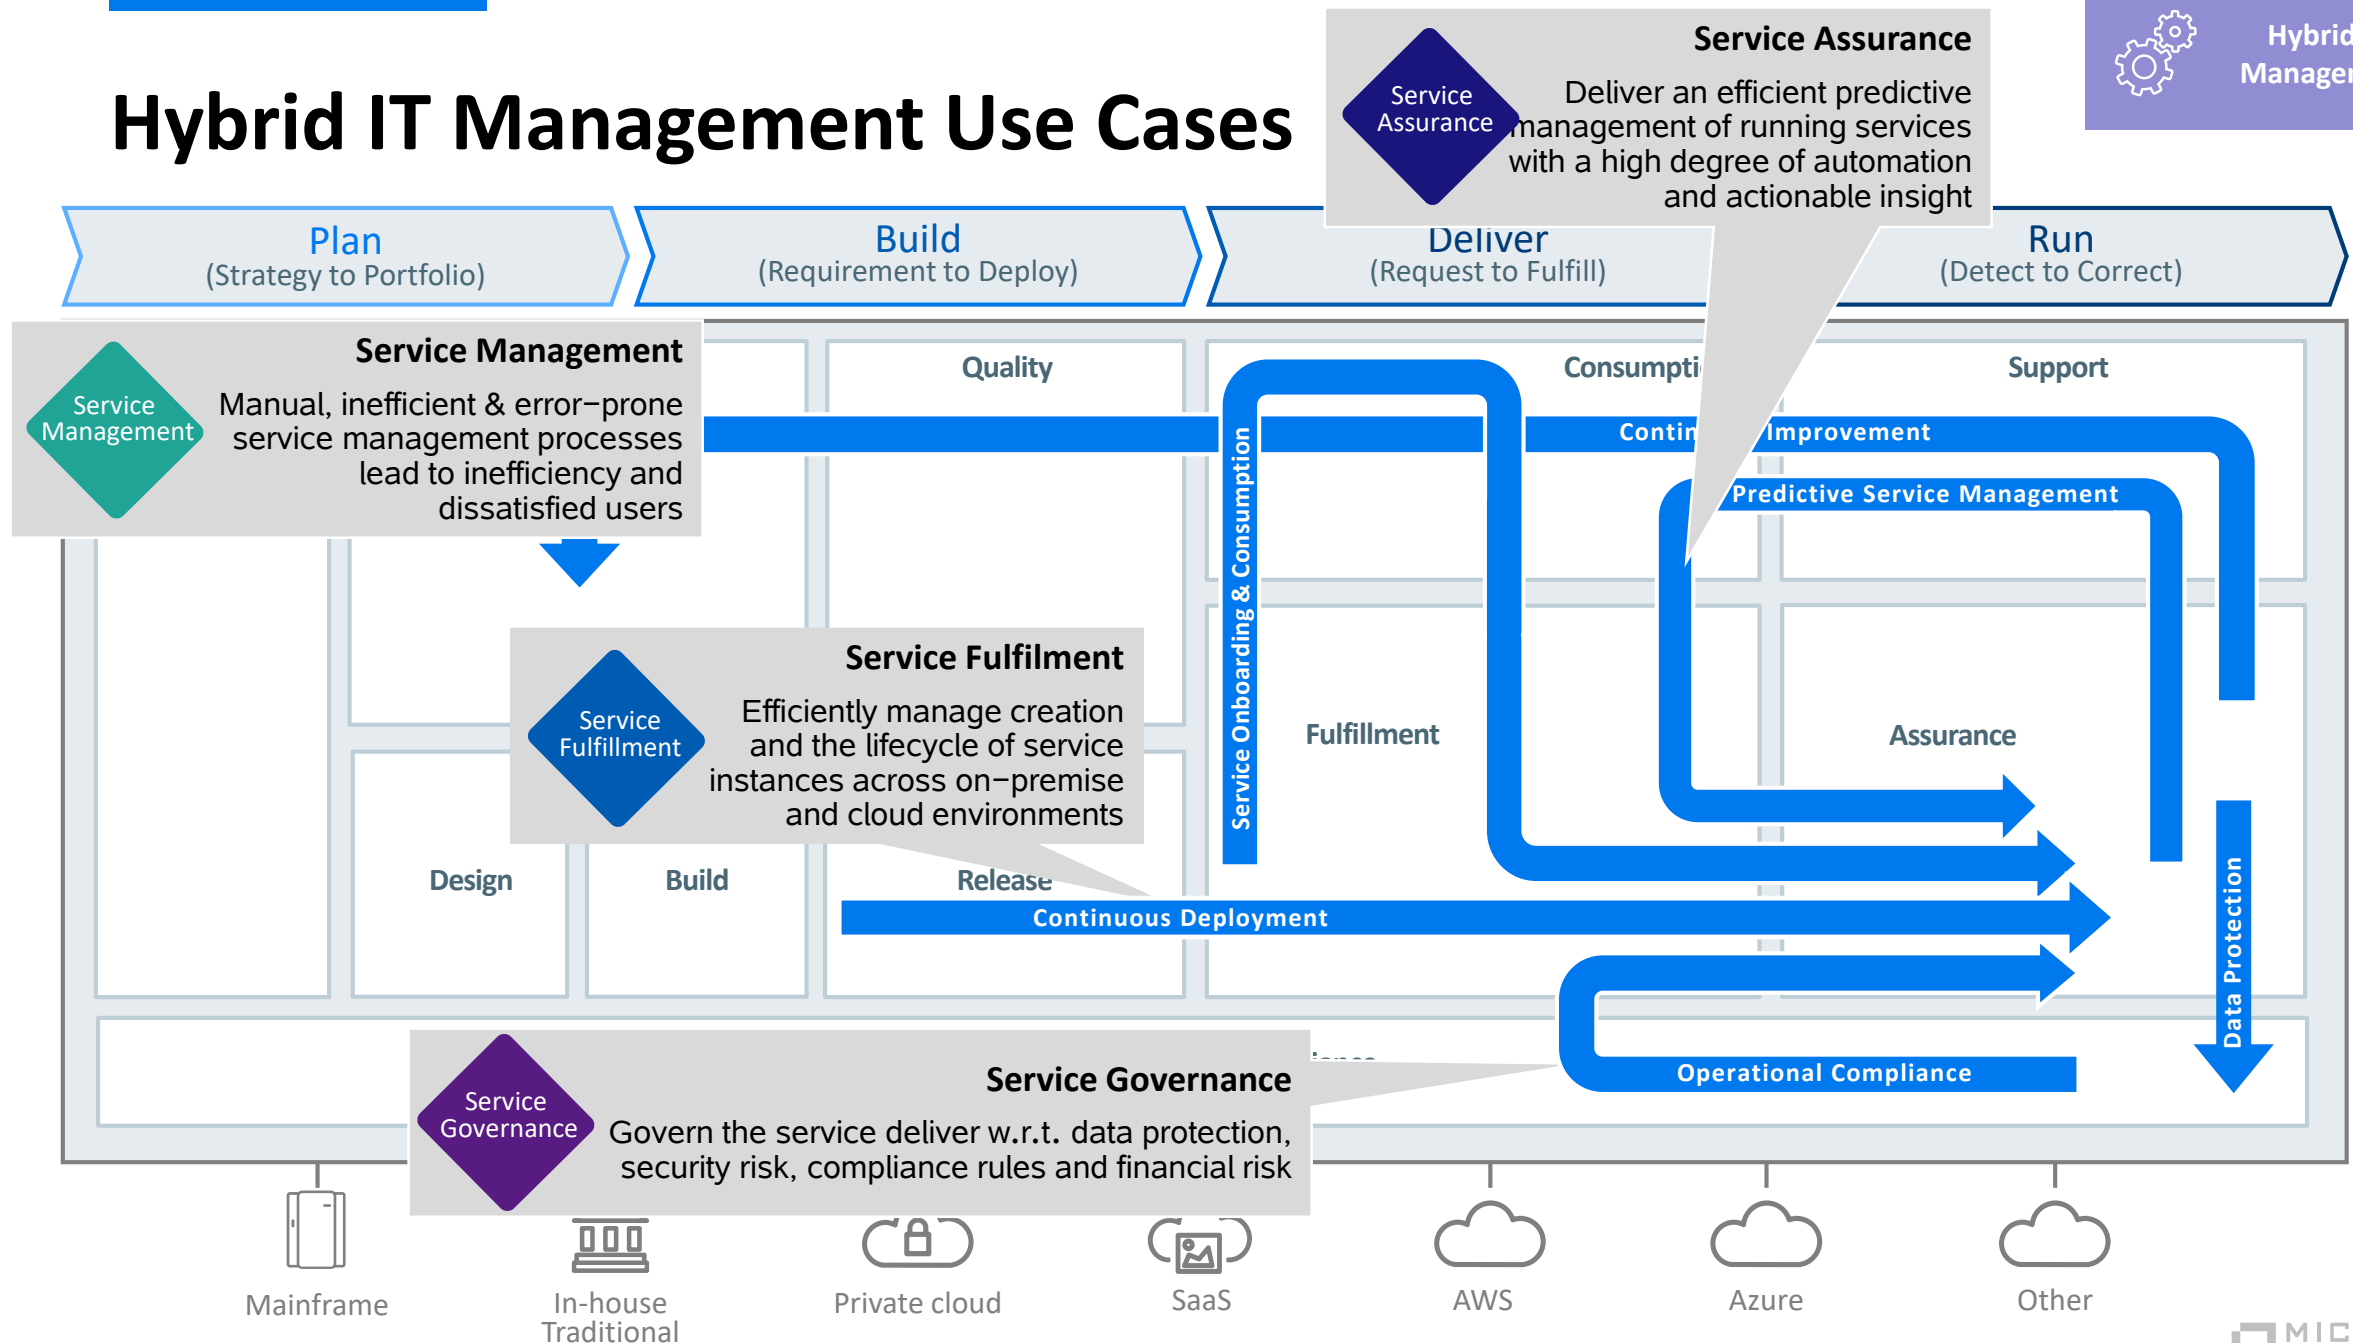 Hybrid IT Management Use Cases
Service
Assurance
Service Assurance
Deliver an efficient predictive
management of running services
with a high degree of automation
and actionable insight
Plan
(Strategy to Portfolio)
Build
(Requirement to Deploy)
Deliver
(Request to Fulfill)
Run
(Detect to Correct)
Service
Management
Service Management
Manual, inefficient & error-prone
service management processes
lead to inefficiency and
dissatisfied users
Quality
Support
Improvement
Predictive Service Management
Service Onboarding & Consumption
Service
Fulfillment
Service Fulfilment
Efficiently manage creation
and the lifecycle of service
instances across on-premise
and cloud environments
Fulfillment
Assurance
Design
Build
Release
Continuous Deployment
Data Protection
Service
Governance
Service Governance
Govern the service deliver w.r.t. data protection,
security risk, compliance rules and financial risk
Operational Compliance
Mainframe
In-house
Traditional
Private cloud
SaaS
AWS
Azure
Other